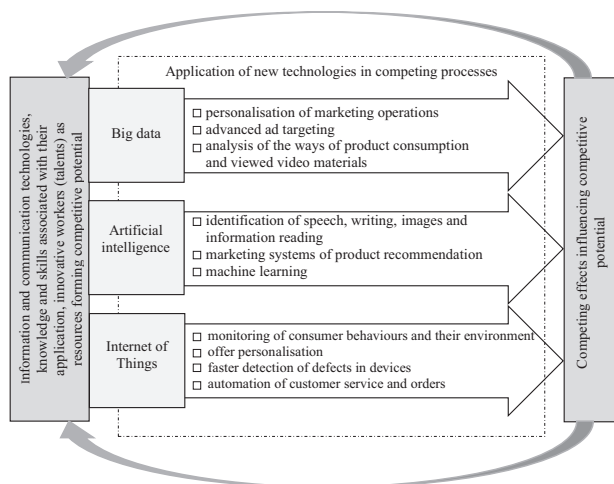 Application of new technologies in competing processes
Information and communication technologies,
knowledge and skills associated with their
application, innovative workers (talents) as
resources forming competitive potential
Big data
☐ personalisation of marketing operations
☐ advanced ad targeting
☐ analysis of the ways of product consumption
and viewed video materials
Artificial
intelligence
☐ identification of speech, writing, images and
information reading
☐ marketing systems of product recommendation
☐ machine learning
Internet of
Things
☐ monitoring of consumer behaviours and their environment
☐ offer personalisation
☐ faster detection of defects in devices
☐ automation of customer service and orders
Competing effects influencing competitive
potential